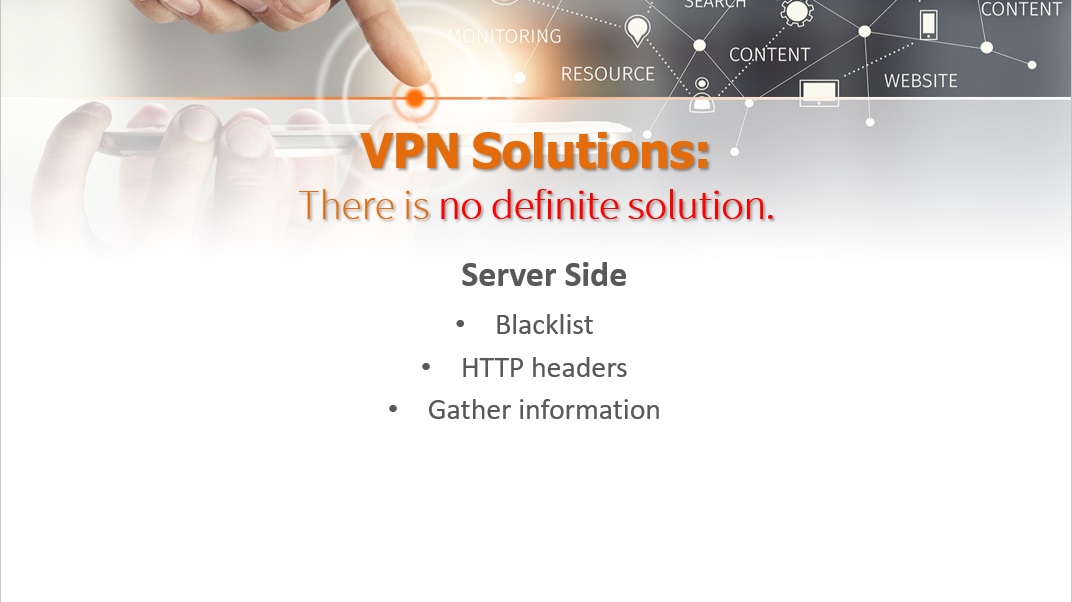 SEARCH
CONTENT
MONITORING
CONTENT
RESOURCE
WEBSITE
VPN Solutions:
There is no definite solution.
Server Side
• Blacklist
• HTTP headers
• Gather information